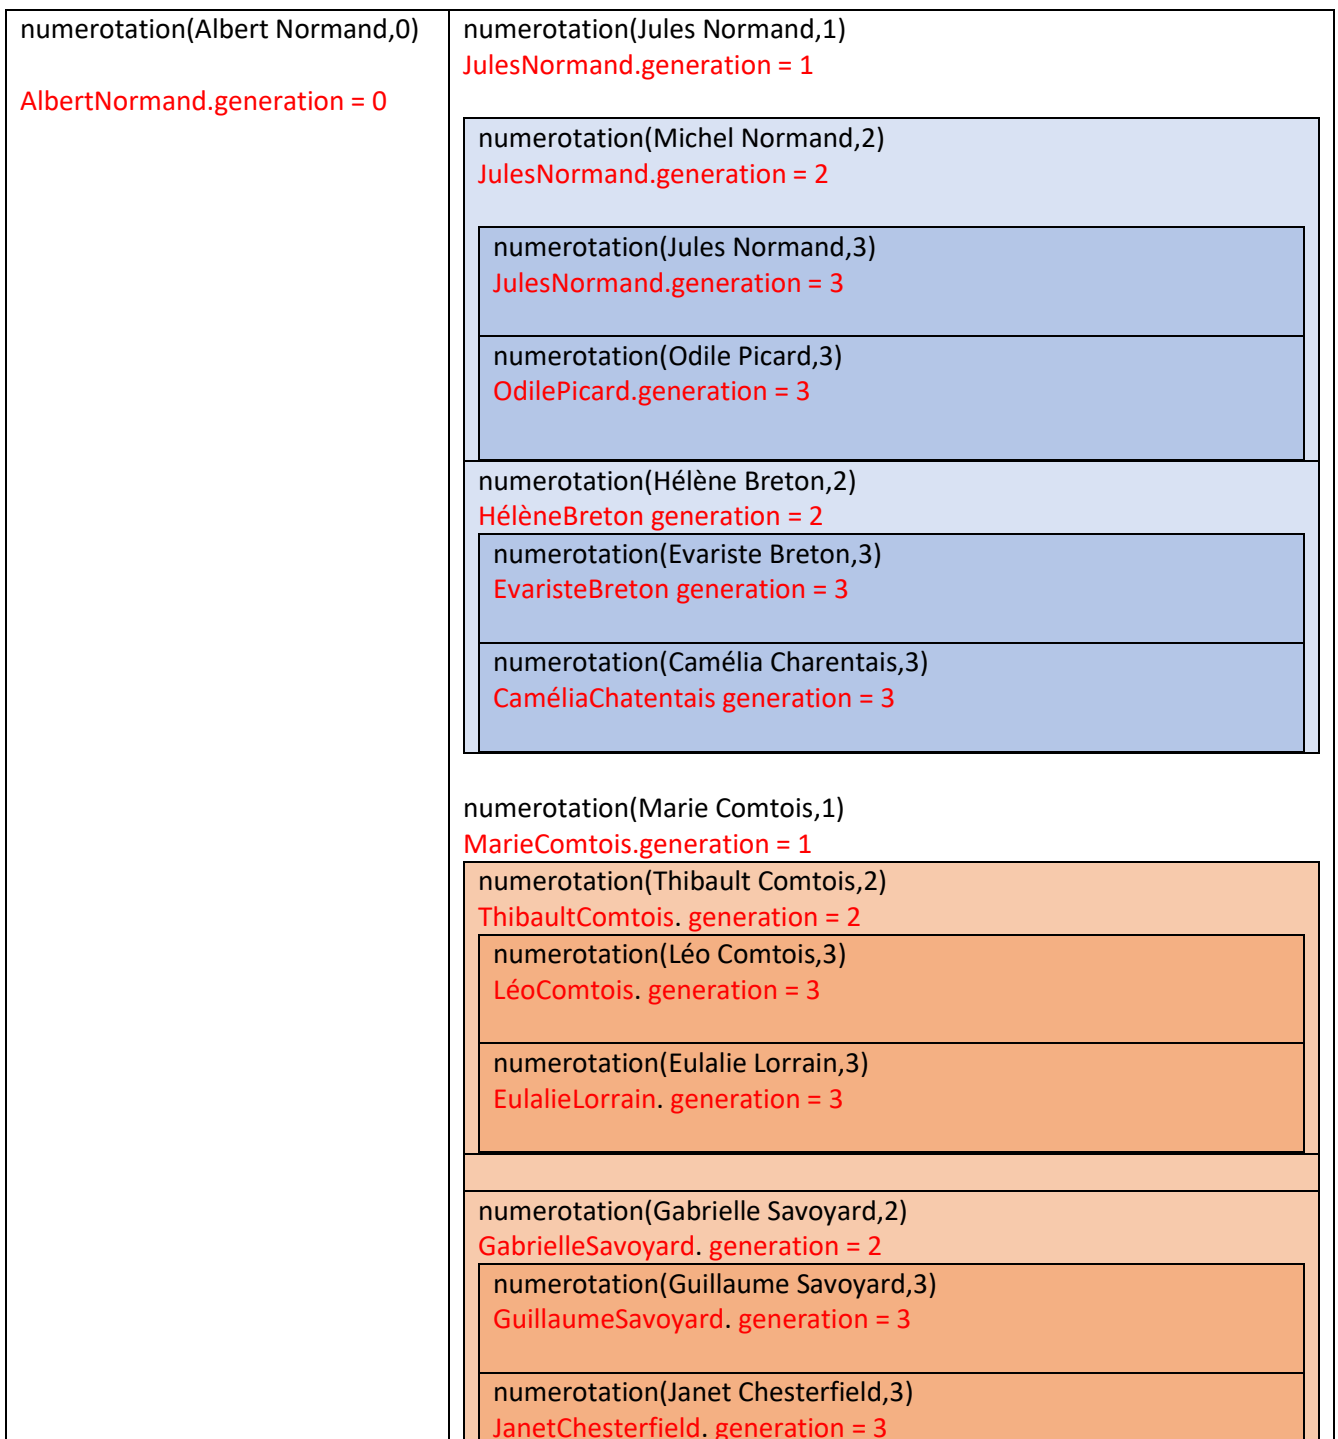 numerotation(Albert Normand,0)
AlbertNormand.generation = 0
numerotation(Jules Normand,1)
JulesNormand.generation = 1
numerotation(Michel Normand,2)
JulesNormand.generation = 2
numerotation(Jules Normand,3)
JulesNormand.generation = 3
numerotation(Odile Picard,3)
OdilePicard.generation = 3
numerotation(Hélène Breton,2)
HélèneBreton generation = 2
numerotation(Evariste Breton,3)
EvaristeBreton generation = 3
numerotation(Camélia Charentais,3)
CaméliaChatentais generation = 3
numerotation(Marie Comtois,1)
MarieComtois.generation = 1
numerotation(Thibault Comtois,2)
ThibaultComtois. generation = 2
numerotation(Léo Comtois,3)
LéoComtois. generation = 3
numerotation(Eulalie Lorrain,3)
EulalieLorrain. generation = 3
numerotation(Gabrielle Savoyard,2)
GabrielleSavoyard. generation = 2
numerotation(Guillaume Savoyard,3)
GuillaumeSavoyard. generation = 3
numerotation(Janet Chesterfield,3)
JanetChesterfield. generation = 3